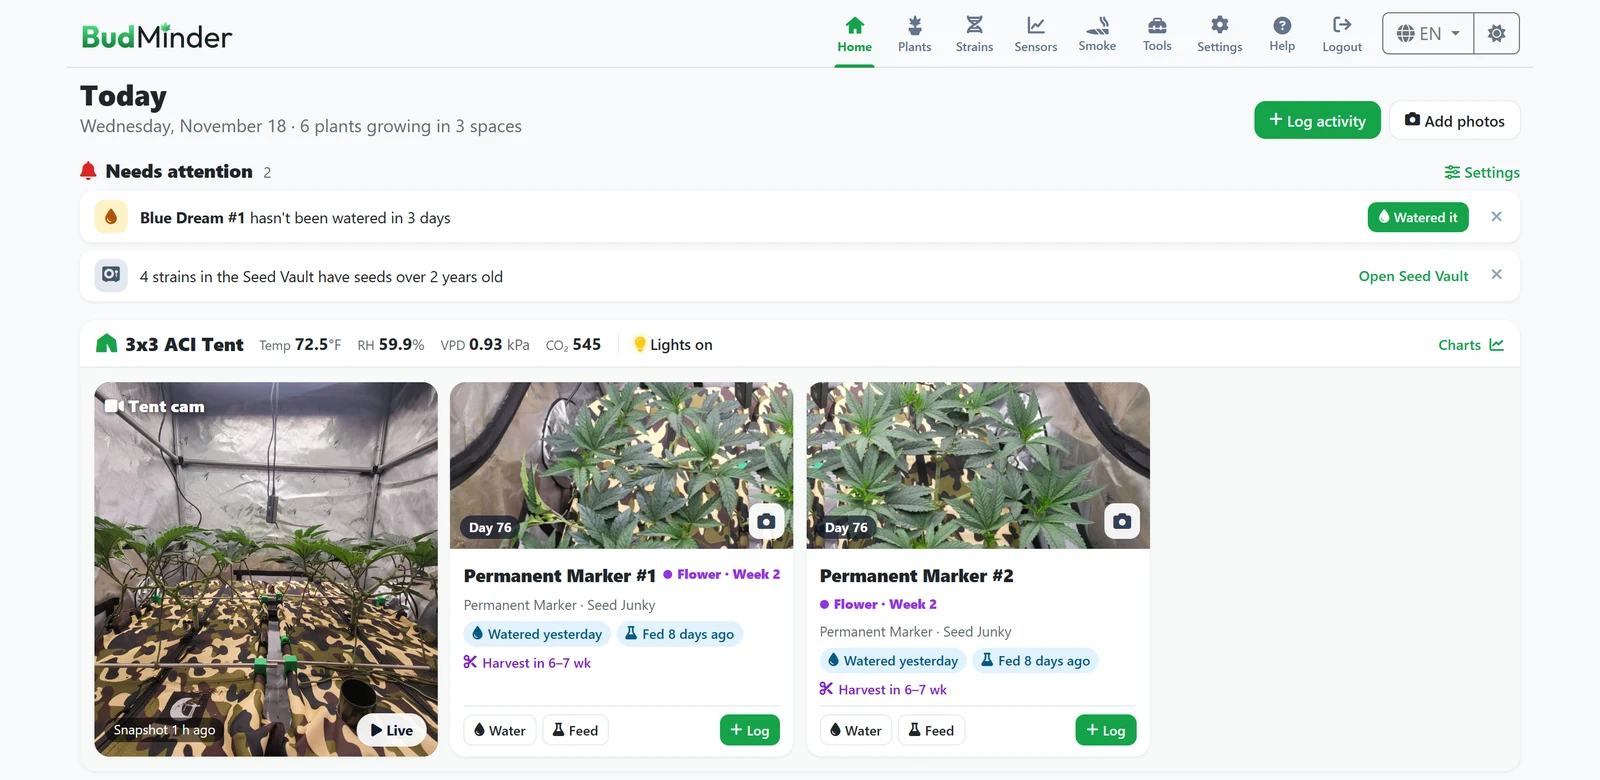 BudMinder
Home
Plants
Strains
Sensors
Smoke
Tools
Settings
Help
Logout
EN
Today
Wednesday, November 18 · 6 plants growing in 3 spaces
+ Log activity
Add photos
Needs attention 2
Settings
Blue Dream #1 hasn't been watered in 3 days
Watered it
4 strains in the Seed Vault have seeds over 2 years old
Open Seed Vault
3x3 ACI Tent Temp 72.5°F RH 59.9% VPD 0.93 kPa CO₂ 545 Lights on
Charts
Tent cam
Snapshot 1 h ago
Live
Day 76
Permanent Marker #1 Flower · Week 2
Permanent Marker · Seed Junky
Watered yesterday Fed 8 days ago
Harvest in 6–7 wk
Water Feed + Log
Day 76
Permanent Marker #2
Flower · Week 2
Permanent Marker · Seed Junky
Watered yesterday Fed 8 days ago
Harvest in 6–7 wk
Water Feed + Log